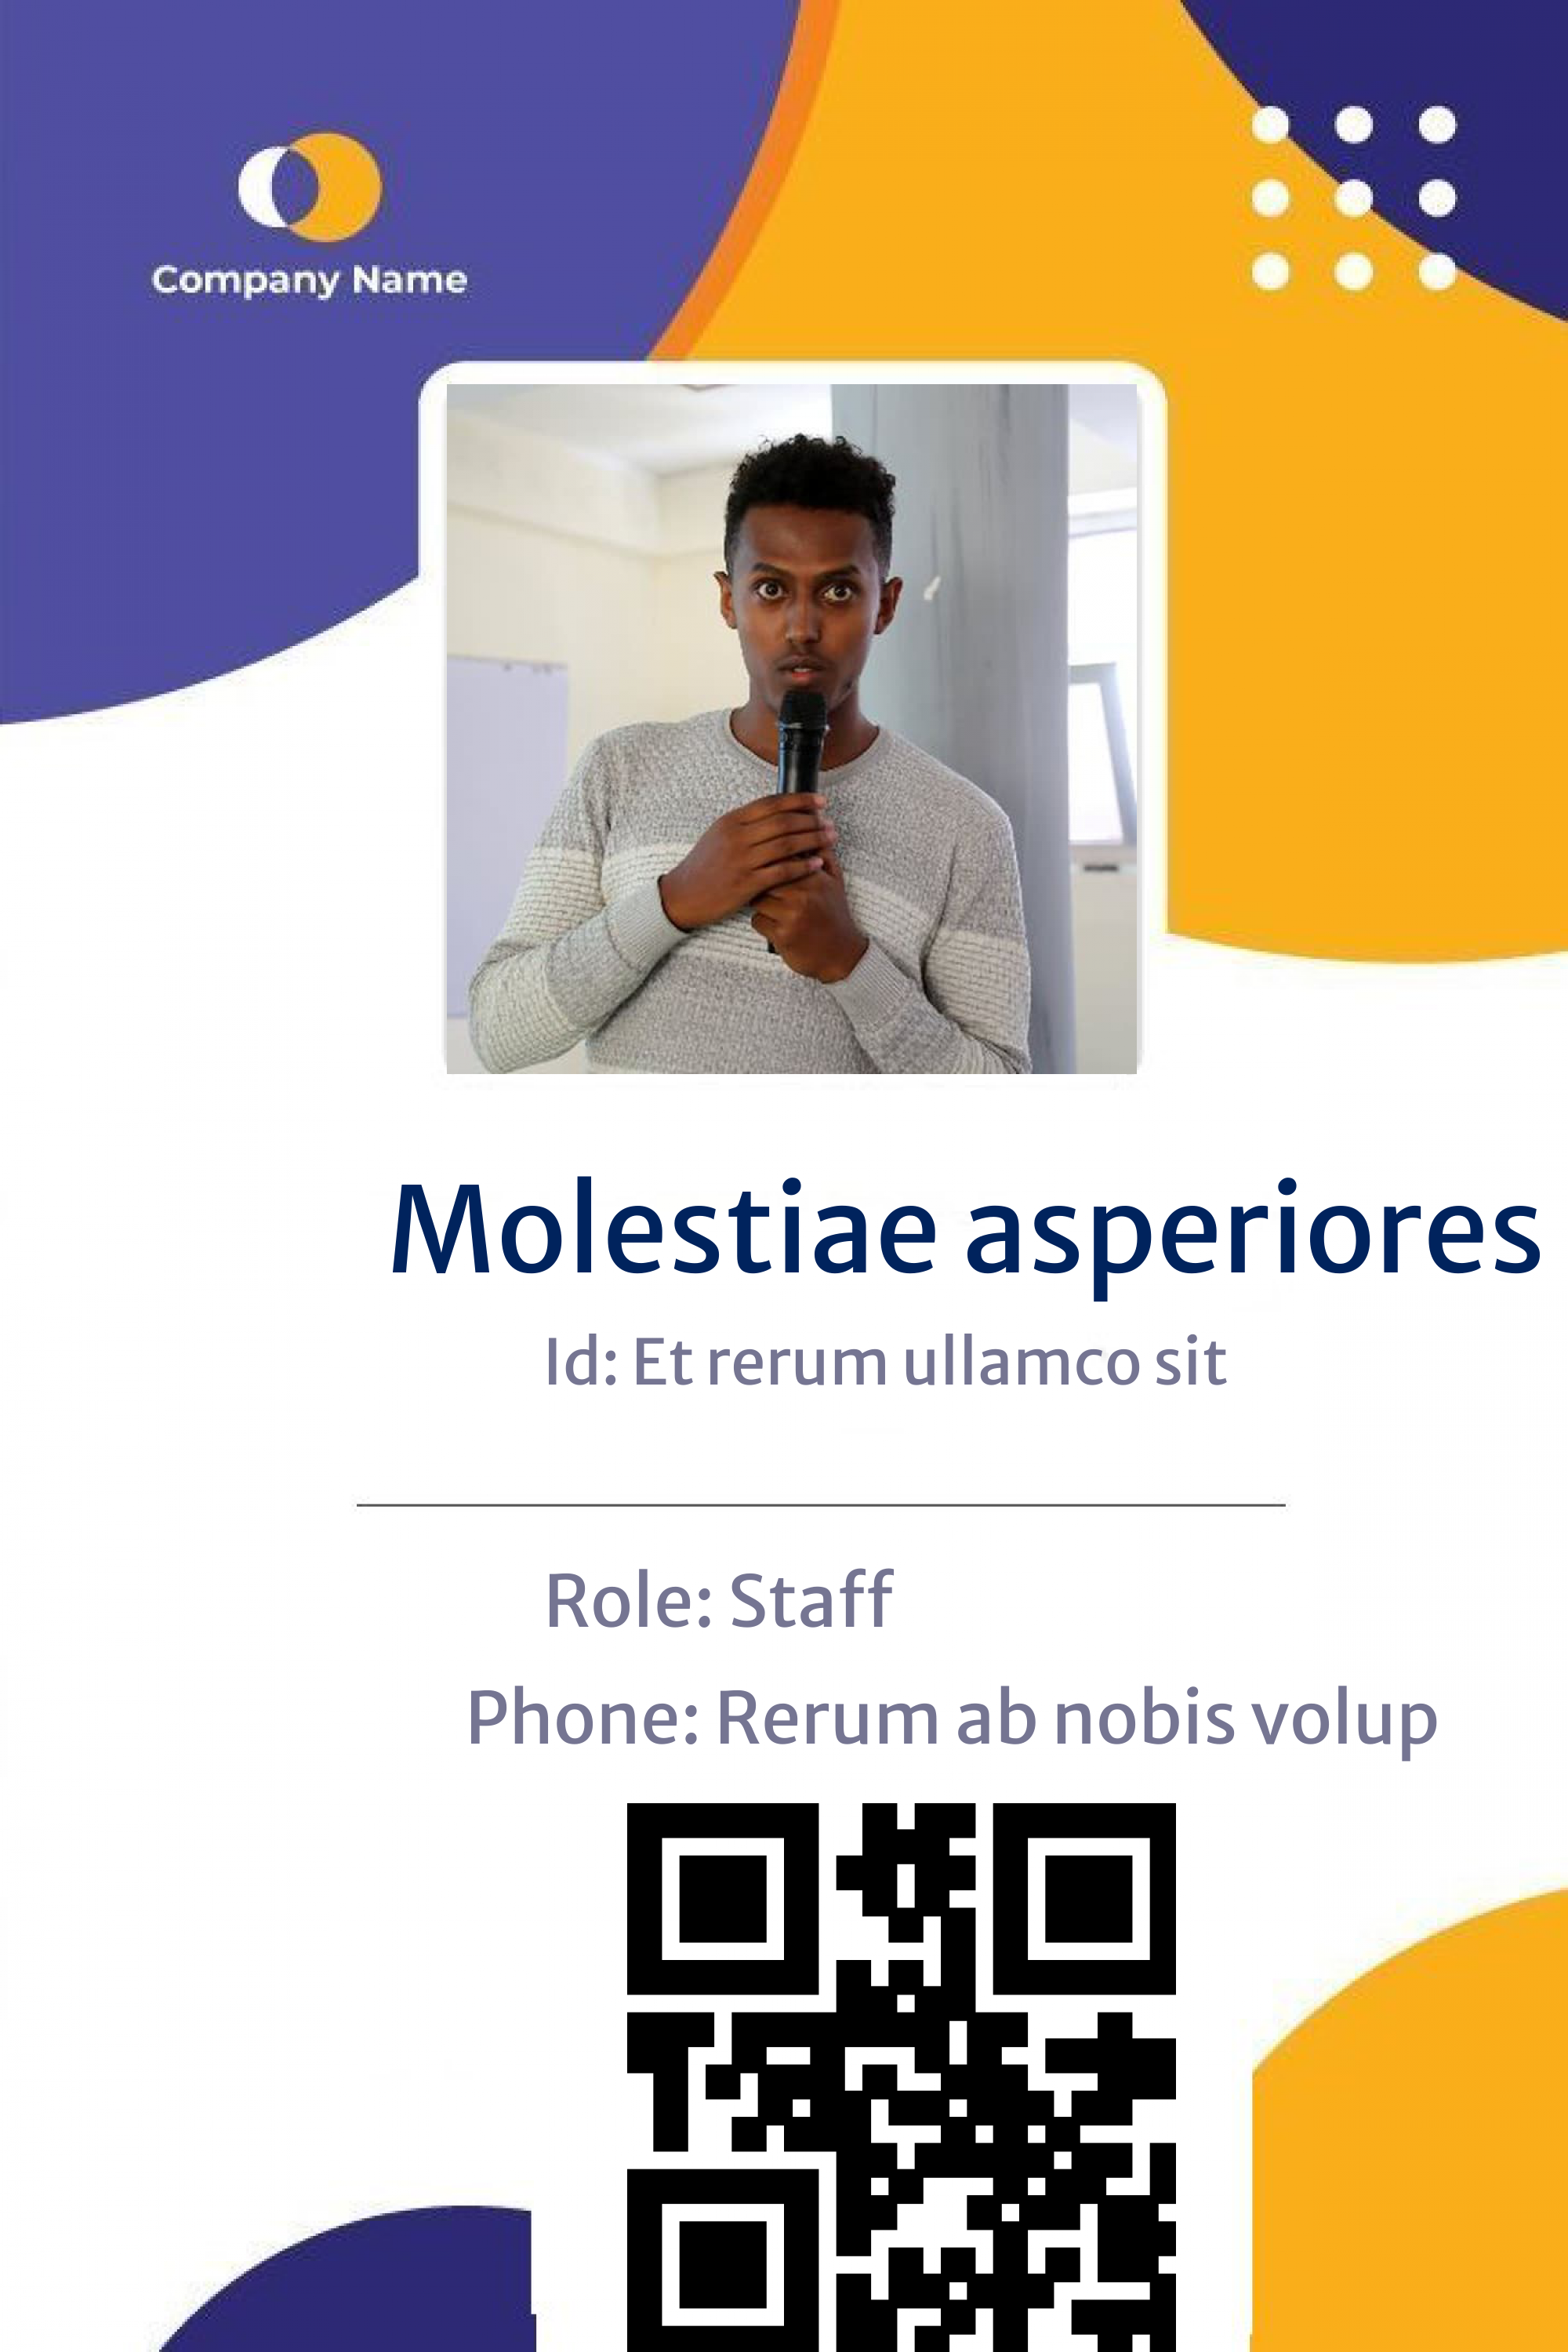 Company Name
Molestiae asperiores
Id: Et rerum ullamco sit
Role: Staff
Phone: Rerum ab nobis volup